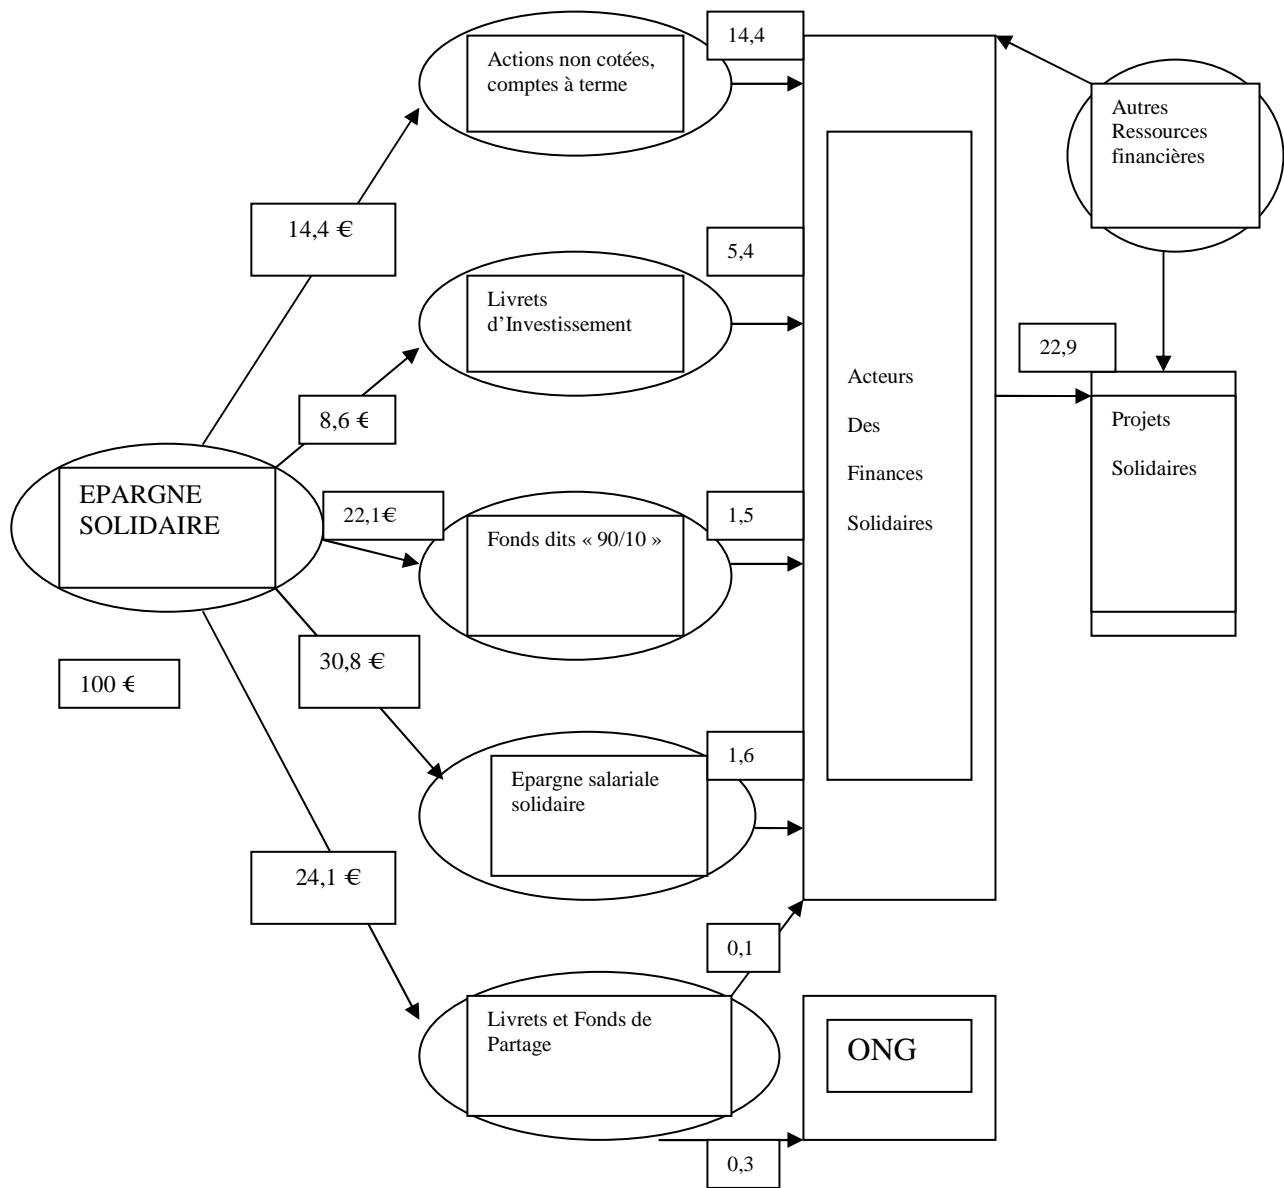 14,4
Actions non cotées,
comptes à terme
Autres
Ressources
financières
14,4 €
5,4
Livrets
d’Investissement
22,9
8,6 €
Acteurs
Des
Finances
Solidaires
Projets
Solidaires
EPARGNE
SOLIDAIRE
22,1€
1,5
Fonds dits « 90/10 »
30,8 €
100 €
1,6
Epargne salariale
solidaire
24,1 €
0,1
Livrets et Fonds de
Partage
ONG
0,3